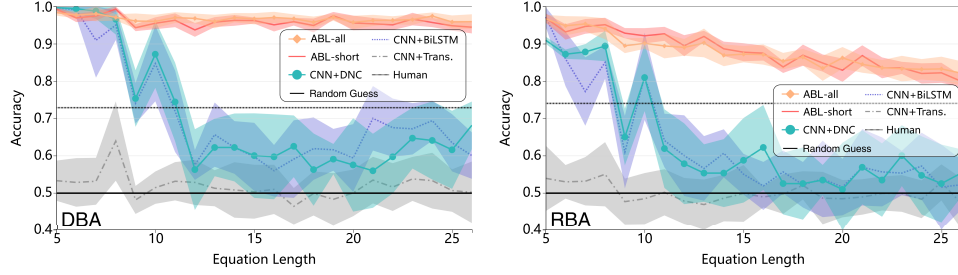 1.0
0.9
0.8
0.7
0.6
0.5
0.4
Accuracy
ABL-all
ABL-short
CNN+DNC
Random Guess
CNN+BiLSTM
CNN+Trans.
Human
DBA
5
10
15
20
25
Equation Length
1.0
0.9
0.8
0.7
0.6
0.5
0.4
Accuracy
ABL-all
ABL-short
CNN+DNC
Random Guess
CNN+BiLSTM
CNN+Trans.
Human
RBA
5
10
15
20
25
Equation Length